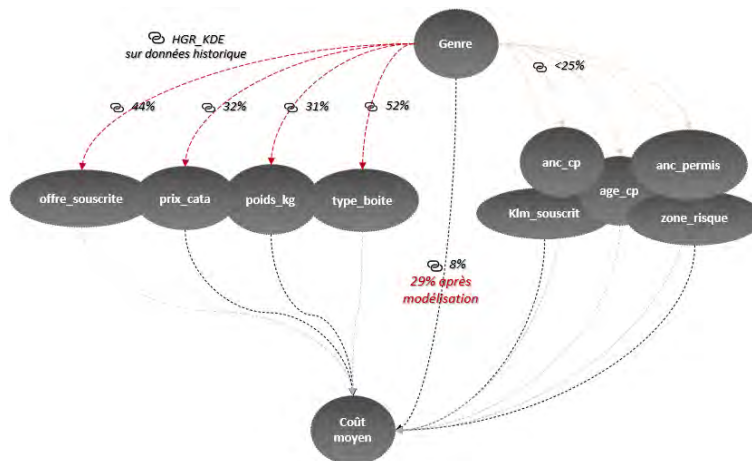 HGR_KDE
sur données historique
Genre
<25%
44%
32%
31%
52%
anc_cp
anc_permis
age_cp
offre_souscrite
prix_cata
poids_kg
type_boite
Klm_souscrit
zone_risque
8%
29% après
modélisation
Coût
moyen